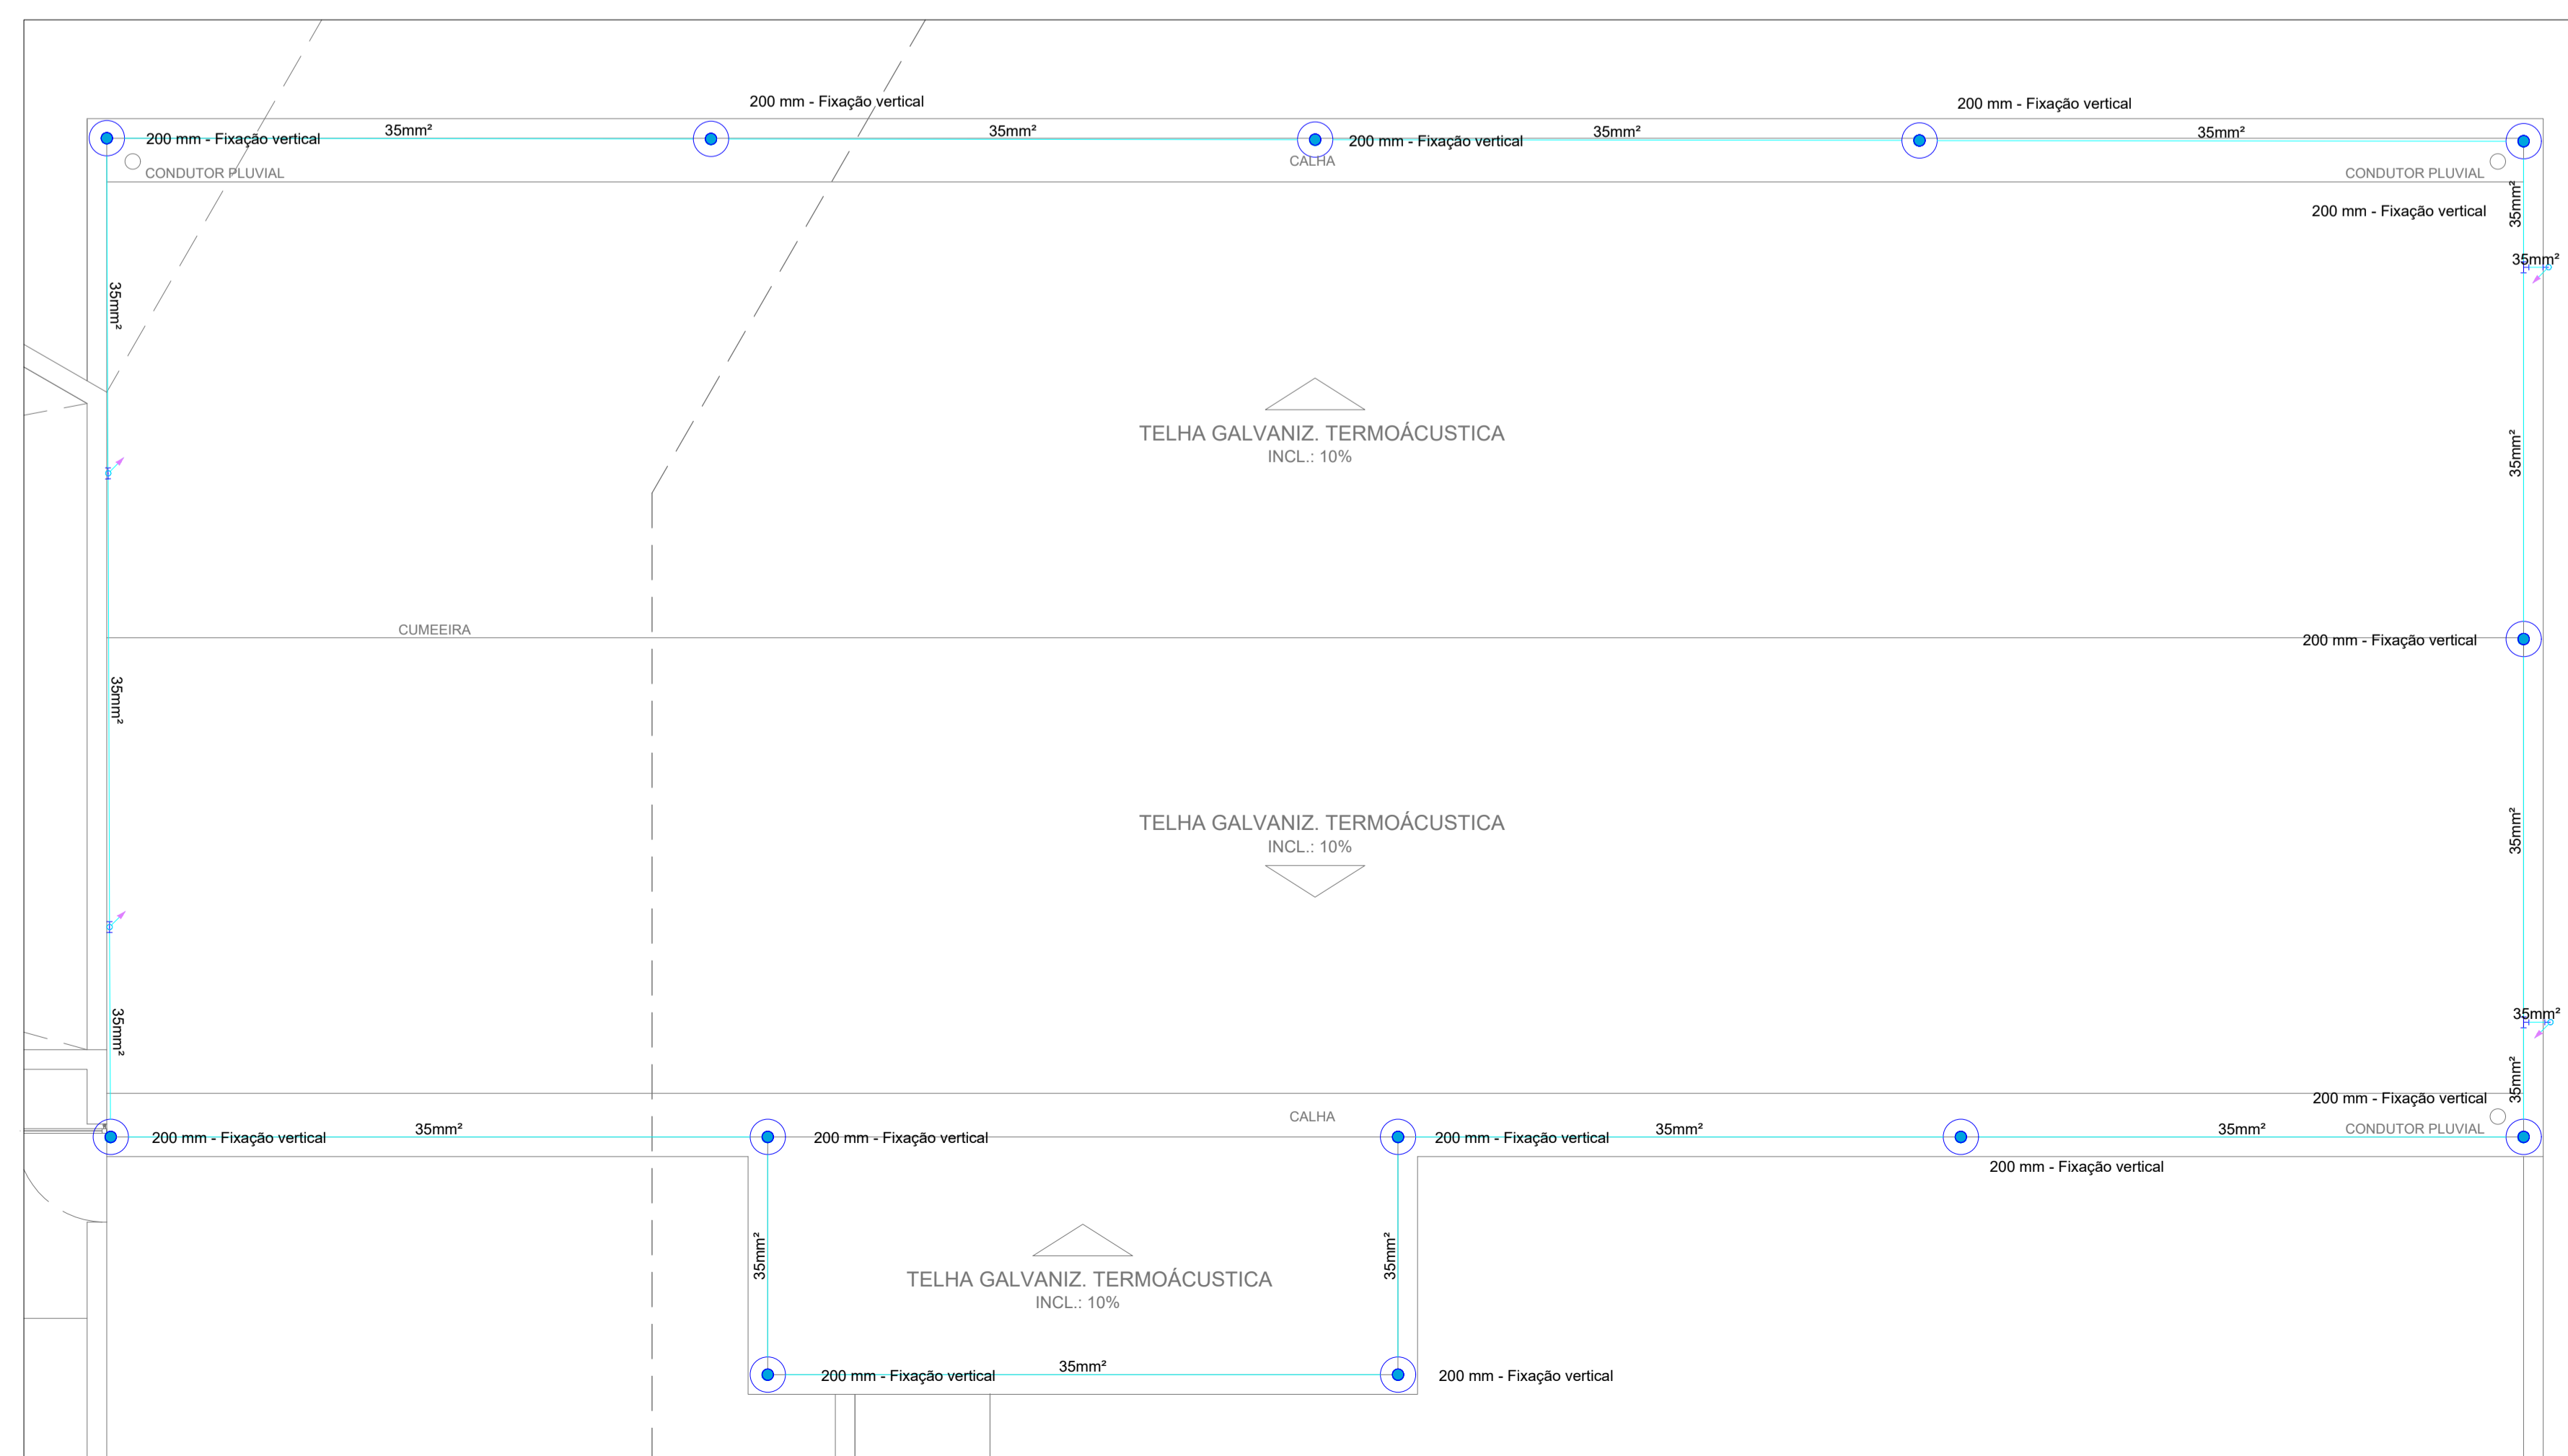 200 mm - Fixação vertical
200 mm - Fixação vertical
35mm²
35mm²
35mm²
35mm²
200 mm - Fixação vertical
200 mm - Fixação vertical
CALHA
CONDUTOR PLUVIAL
CONDUTOR PLUVIAL
35mm²
200 mm - Fixação vertical
35mm²
35mm²
TELHA GALVANIZ. TERMOÁCUSTICA
INCL.: 10%
35mm²
CUMEEIRA
200 mm - Fixação vertical
35mm²
TELHA GALVANIZ. TERMOÁCUSTICA
INCL.: 10%
35mm²
35mm²
35mm²
35mm²
200 mm - Fixação vertical
CALHA
35mm²
35mm²
35mm²
CONDUTOR PLUVIAL
200 mm - Fixação vertical
200 mm - Fixação vertical
200 mm - Fixação vertical
200 mm - Fixação vertical
35mm²
35mm²
TELHA GALVANIZ. TERMOÁCUSTICA
INCL.: 10%
35mm²
200 mm - Fixação vertical
200 mm - Fixação vertical